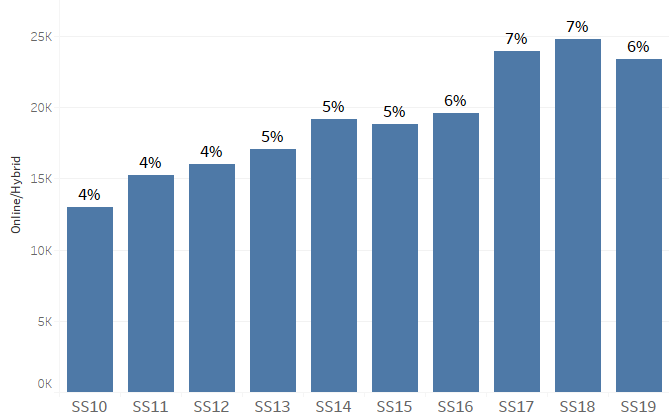 Online/Hybrid
25K
20K
15K
10K
5K
0K
4%
4%
4%
5%
5%
5%
6%
7%
7%
6%
SS10 SS11 SS12 SS13 SS14 SS15 SS16 SS17 SS18 SS19